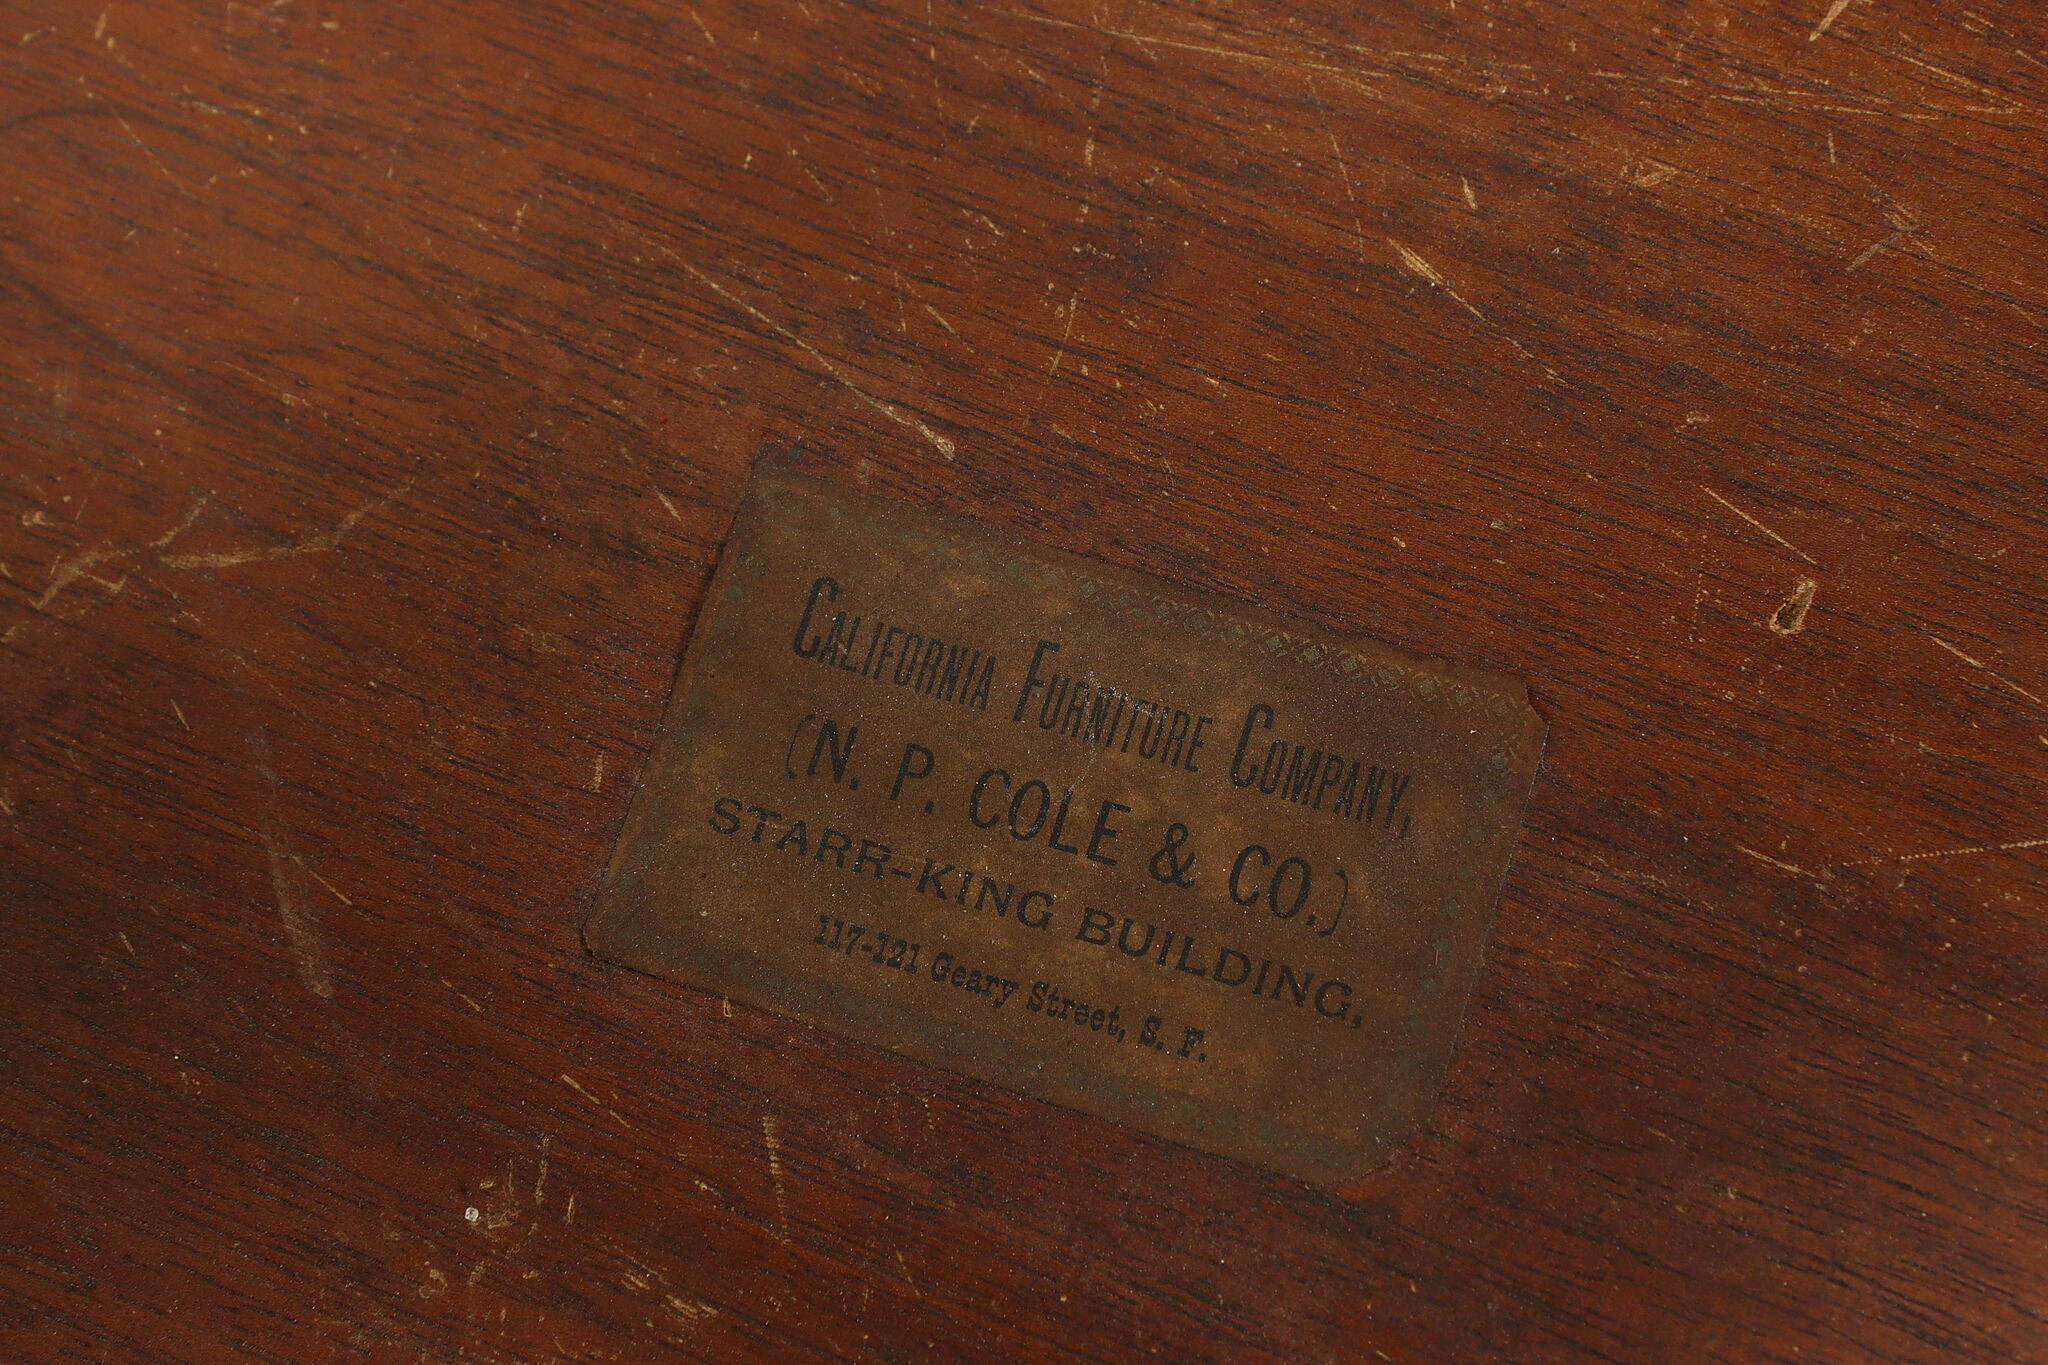 California Furniture Company,
(N. P. COLE & CO.)
STARR-KING BUILDING,
117-121 Geary Street, S. F.